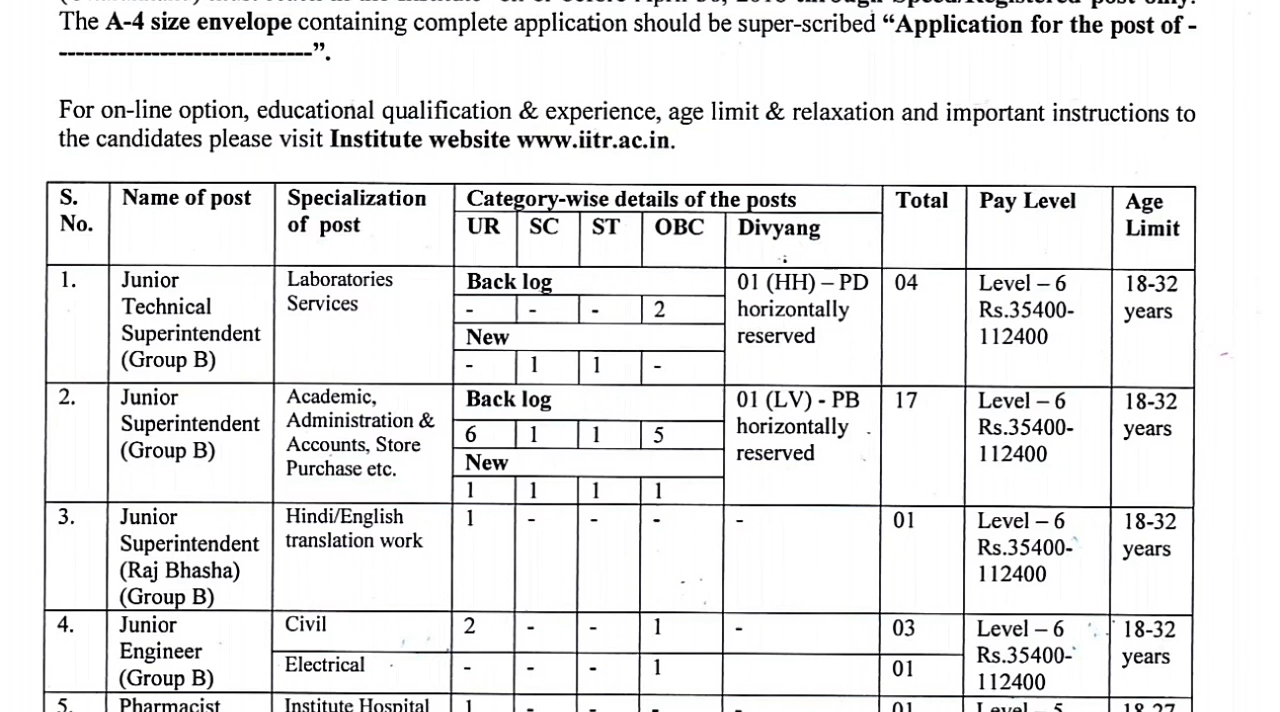 The A-4 size envelope containing complete application should be super-scribed “Application for the post of -
------------------------------”.
For on-line option, educational qualification & experience, age limit & relaxation and important instructions to
the candidates please visit Institute website www.iitr.ac.in.
S. No. Name of post Specialization of post Category-wise details of the posts Total Pay Level Age Limit
UR SC ST OBC Divyang
1. Junior Laboratories Back log 01 (HH) – PD 04 Level – 6 18-32
Technical Services - - - 2 horizontally Rs.35400- years
Superintendent New reserved 112400
(Group B) - 1 1 -
2. Junior Academic, Back log 01 (LV) - PB 17 Level – 6 18-32
Superintendent Administration & 6 1 1 5 horizontally Rs.35400- years
(Group B) Accounts, Store New reserved 112400
Purchase etc. 1 1 1 1
3. Junior Hindi/English 1 - - - - 01 Level – 6 18-32
Superintendent translation work Rs.35400- years
(Raj Bhasha) 112400
(Group B)
4. Junior Civil 2 - - 1 - 03 Level – 6 18-32
Engineer Electrical - - - 1 01 Rs.35400- years
(Group B) 112400
5. Pharmacist Institute Hospital 1 - - - - 01 Level – 5 18-27